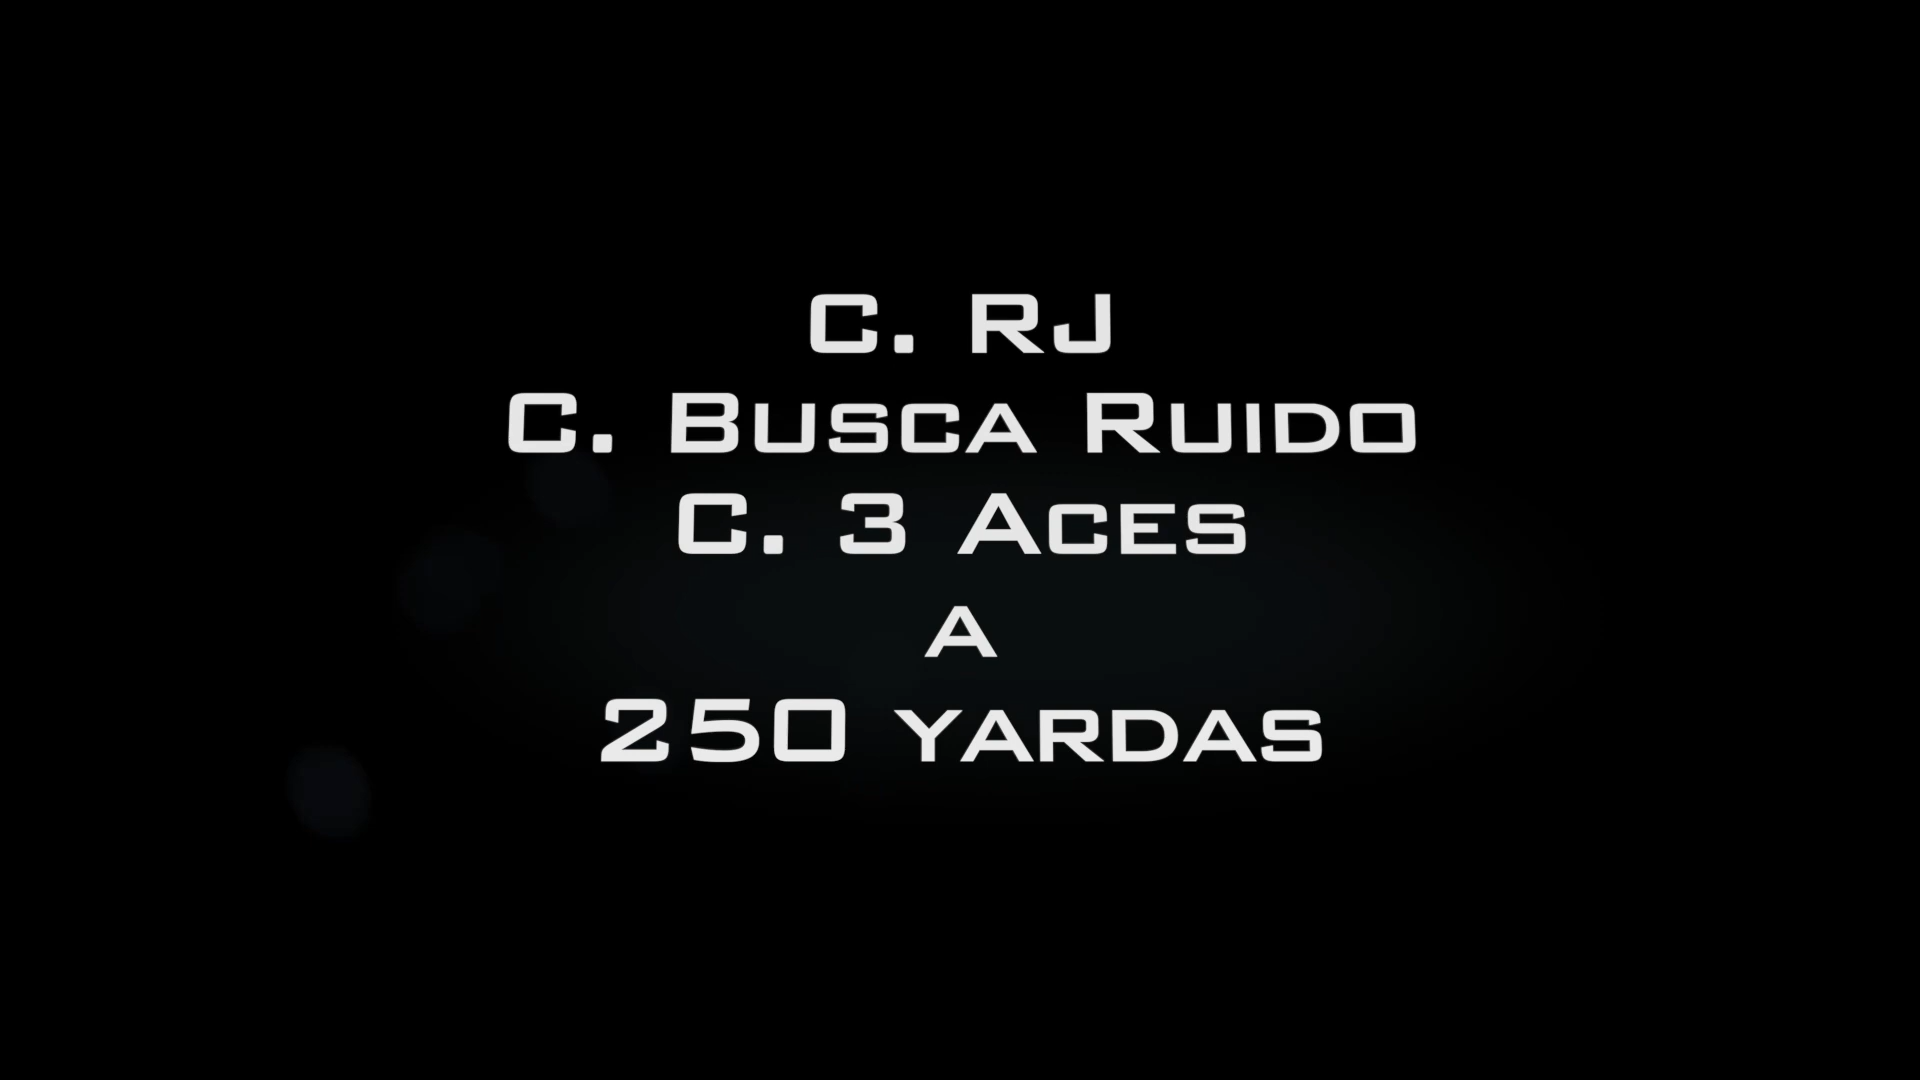 C. RJ
C. Busca Ruido
C. 3 Aces
a
250 yardas